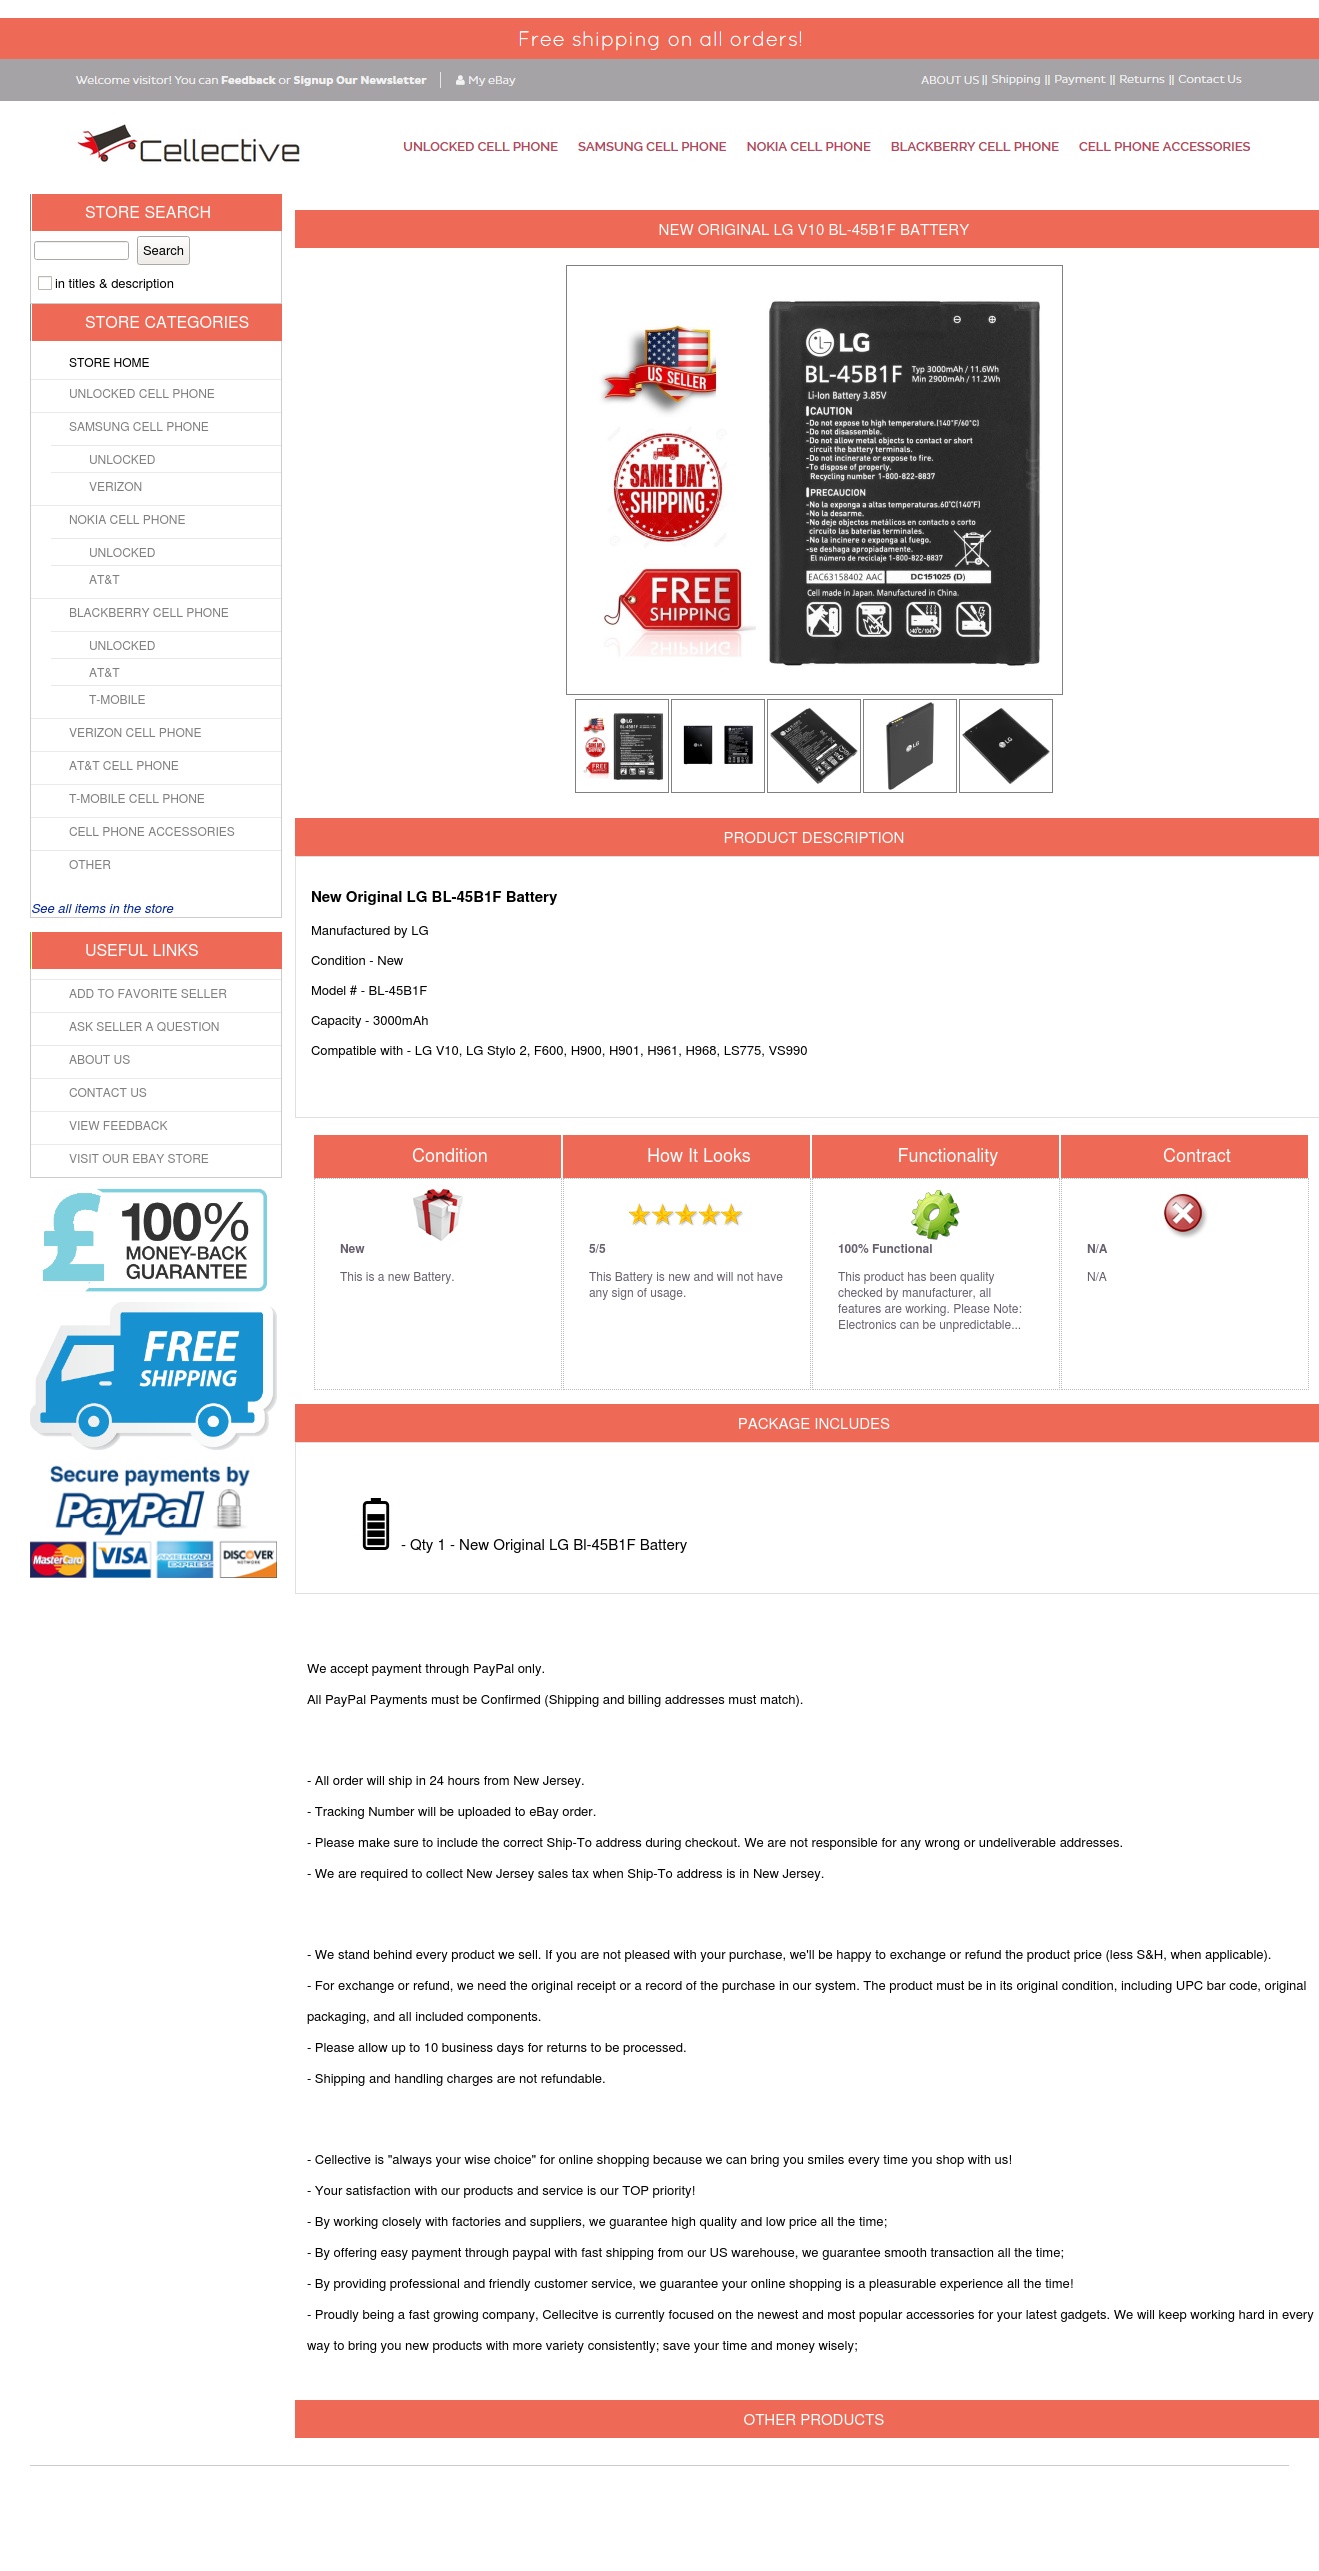 Free shipping on all orders!
Welcome visitor! You can Feedback or Signup Our Newsletter
My eBay
ABOUT US || Shipping || Payment || Returns || Contact Us
Cellective
UNLOCKED CELL PHONE SAMSUNG CELL PHONE NOKIA CELL PHONE BLACKBERRY CELL PHONE CELL PHONE ACCESSORIES
STORE SEARCH
Search
in titles & description
STORE CATEGORIES
STORE HOME
UNLOCKED CELL PHONE
SAMSUNG CELL PHONE
UNLOCKED
VERIZON
NOKIA CELL PHONE
UNLOCKED
AT&T
BLACKBERRY CELL PHONE
UNLOCKED
AT&T
T-MOBILE
VERIZON CELL PHONE
AT&T CELL PHONE
T-MOBILE CELL PHONE
CELL PHONE ACCESSORIES
OTHER
See all items in the store
USEFUL LINKS
ADD TO FAVORITE SELLER
ASK SELLER A QUESTION
ABOUT US
CONTACT US
VIEW FEEDBACK
VISIT OUR EBAY STORE
£ 100%
MONEY-BACK
GUARANTEE
FREE
SHIPPING
Secure payments by
PayPal
MasterCard VISA AMERICAN EXPRESS DISCOVER NETWORK
NEW ORIGINAL LG V10 BL-45B1F BATTERY
US SELLER
SAME DAY
SHIPPING
FREE
SHIPPING
LG
BL-45B1F Typ 3000mAh / 11.6Wh
Min 2900mAh / 11.2Wh
Li-Ion Battery 3.85V
CAUTION
-Do not expose to high temperature.(140°F/60°C)
-Do not disassemble.
-Do not allow metal objects to contact or short
circuit the battery terminals.
-Do not incinerate or expose to fire.
-To dispose of properly.
Recycling number 1-800-822-8837
PRECAUCION
-No la exponga a altas temperaturas.60°C(140°F)
-No la desarme.
-No deje objectos metálicos en contacto o corto
circuito las baterías terminales.
-No la incinere o exponga al fuego.
-se deshaga apropiadamente.
El número de reciclaje 1-800-822-8837
EAC63158402 AAC DC151025 (D)
Cell made in Japan. Manufactured in China.
PRODUCT DESCRIPTION
New Original LG BL-45B1F Battery
Manufactured by LG
Condition - New
Model # - BL-45B1F
Capacity - 3000mAh
Compatible with - LG V10, LG Stylo 2, F600, H900, H901, H961, H968, LS775, VS990
Condition
New
This is a new Battery.
How It Looks
5/5
This Battery is new and will not have
any sign of usage.
Functionality
100% Functional
This product has been quality
checked by manufacturer, all
features are working. Please Note:
Electronics can be unpredictable...
Contract
N/A
N/A
PACKAGE INCLUDES
- Qty 1 - New Original LG Bl-45B1F Battery
We accept payment through PayPal only.
All PayPal Payments must be Confirmed (Shipping and billing addresses must match).
- All order will ship in 24 hours from New Jersey.
- Tracking Number will be uploaded to eBay order.
- Please make sure to include the correct Ship-To address during checkout. We are not responsible for any wrong or undeliverable addresses.
- We are required to collect New Jersey sales tax when Ship-To address is in New Jersey.
- We stand behind every product we sell. If you are not pleased with your purchase, we'll be happy to exchange or refund the product price (less S&H, when applicable).
- For exchange or refund, we need the original receipt or a record of the purchase in our system. The product must be in its original condition, including UPC bar code, original
packaging, and all included components.
- Please allow up to 10 business days for returns to be processed.
- Shipping and handling charges are not refundable.
- Cellective is "always your wise choice" for online shopping because we can bring you smiles every time you shop with us!
- Your satisfaction with our products and service is our TOP priority!
- By working closely with factories and suppliers, we guarantee high quality and low price all the time;
- By offering easy payment through paypal with fast shipping from our US warehouse, we guarantee smooth transaction all the time;
- By providing professional and friendly customer service, we guarantee your online shopping is a pleasurable experience all the time!
- Proudly being a fast growing company, Cellecitve is currently focused on the newest and most popular accessories for your latest gadgets. We will keep working hard in every
way to bring you new products with more variety consistently; save your time and money wisely;
OTHER PRODUCTS